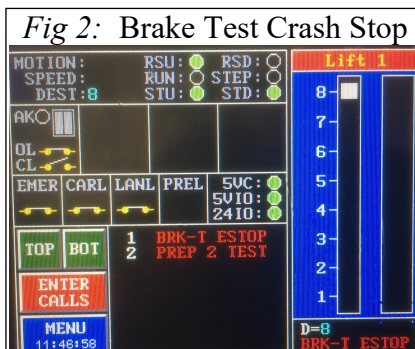 Fig 2: Brake Test Crash Stop
MOTION: RSU: RSD:
SPEED: RUN: STEP:
DEST:8 STU: STD:
AK
OL
CL
EMER CARL LANL PREL 5VC:
5VIO:
24IO:
TOP BOT
1 BRK-T ESTOP
2 PREP 2 TEST
ENTER
CALLS
MENU
11:46:58
Lift 1
8-
7-
6-
5-
4-
3-
2-
1-
D=8
BRK-T ESTOP